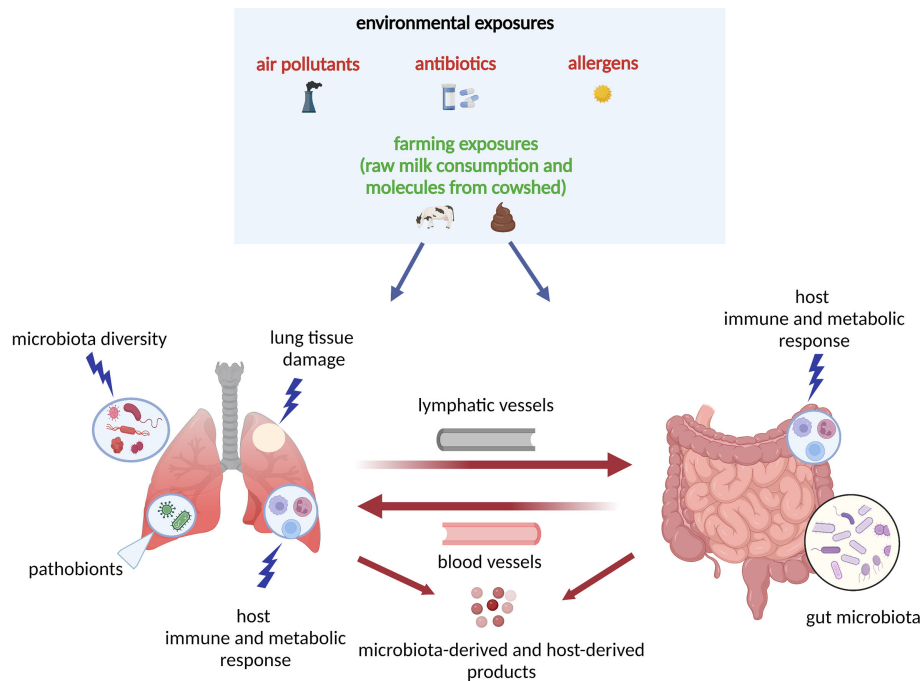 environmental exposures
air pollutants
antibiotics
allergens
farming exposures
(raw milk consumption and
molecules from cowshed)
microbiota diversity
lung tissue
damage
host
immune and metabolic
response
lymphatic vessels
blood vessels
pathobionts
host
immune and metabolic
response
gut microbiota
microbiota-derived and host-derived
products